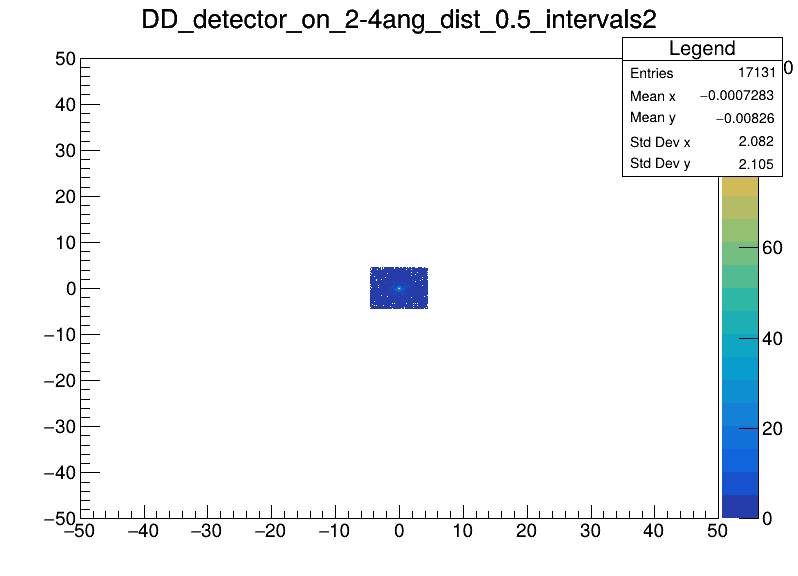 DD_detector_on_2-4ang_dist_0.5_intervals2
Legend
Entries 17131
Mean x −0.0007283
Mean y −0.00826
Std Dev x 2.082
Std Dev y 2.105
50
40
30
20
10
0
−10
−20
−30
−40
−50
−50 −40 −30 −20 −10 0 10 20 30 40 50
0
60
40
20
0